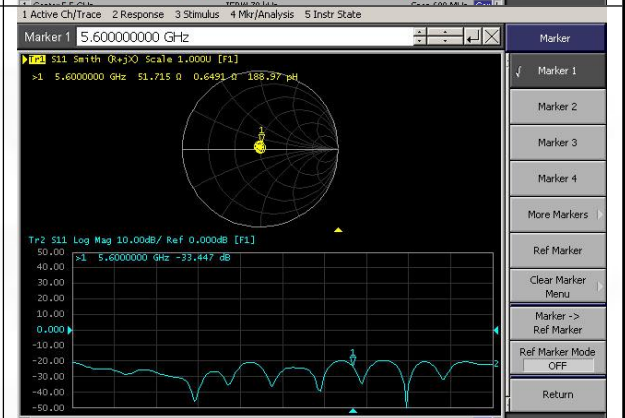 1 Active Ch/Trace 2 Response 3 Stimulus 4 Mkr/Analysis 5 Instr State
Marker 1 5.600000000 GHz
Marker
Tr1 S11 Smith (R+jX) Scale 1.000U [F1]
>1 5.6000000 GHz 51.715 Ω 0.6491 Ω 188.97 pH
√ Marker 1
1
Marker 2
Marker 3
Marker 4
More Markers
Ref Marker
Clear Marker
Menu
Marker ->
Ref Marker
Ref Marker Mode
OFF
Return
Tr2 S11 Log Mag 10.00dB/ Ref 0.000dB [F1]
50.00
>1 5.6000000 GHz -33.447 dB
40.00
30.00
20.00
10.00
0.000
-10.00
-20.00
1
2
-30.00
-40.00
-50.00